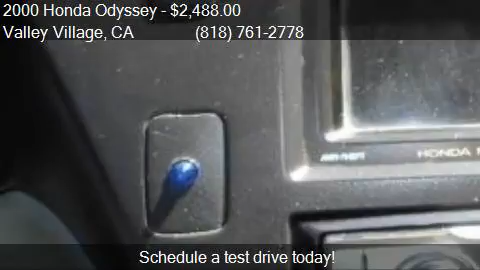 2000 Honda Odyssey - $2,488.00
Valley Village, CA (818) 761-2778
HONDA
Schedule a test drive today!